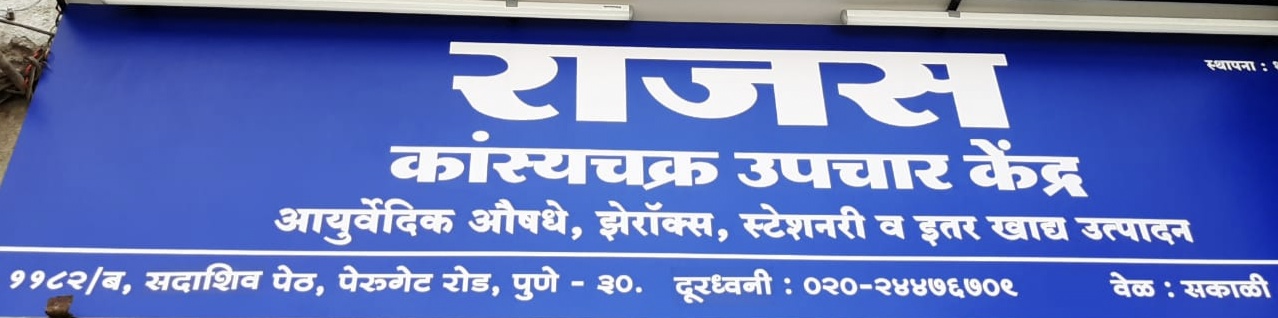 स्थापना :
राजस
कांस्यचक्र उपचार केंद्र
आयुर्वेदिक औषधे, झेरॉक्स, स्टेशनरी व इतर खाद्य उत्पादन
११८२/ब, सदाशिव पेठ, पेरुगेट रोड, पुणे - ३०. दूरध्वनी : ०२०-२४४७६७०९ वेळ : सकाळी